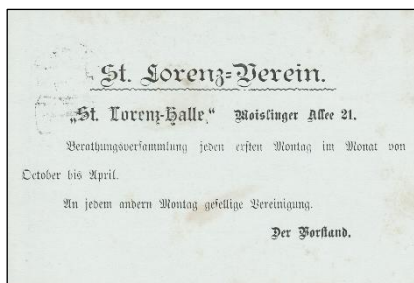 St. Lorenz-Verein.
„St. Lorenz-Halle." Moislinger Allee 21.
Berathungsversammlung jeden ersten Montag im Monat von
October bis April.
An jedem andern Montag gesellige Vereinigung.
Der Vorstand.